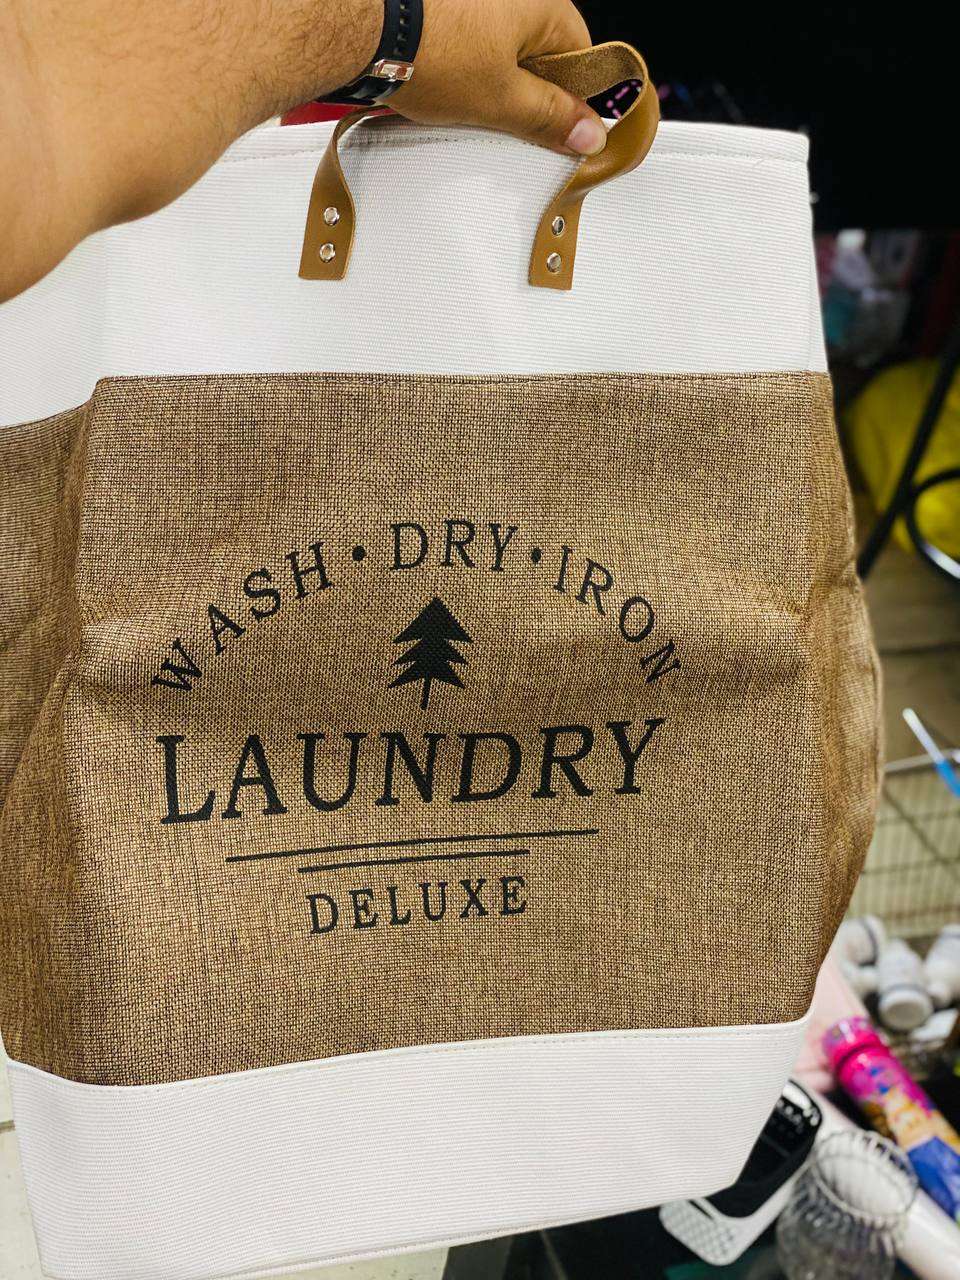 WASH • DRY • IRON
LAUNDRY
DELUXE